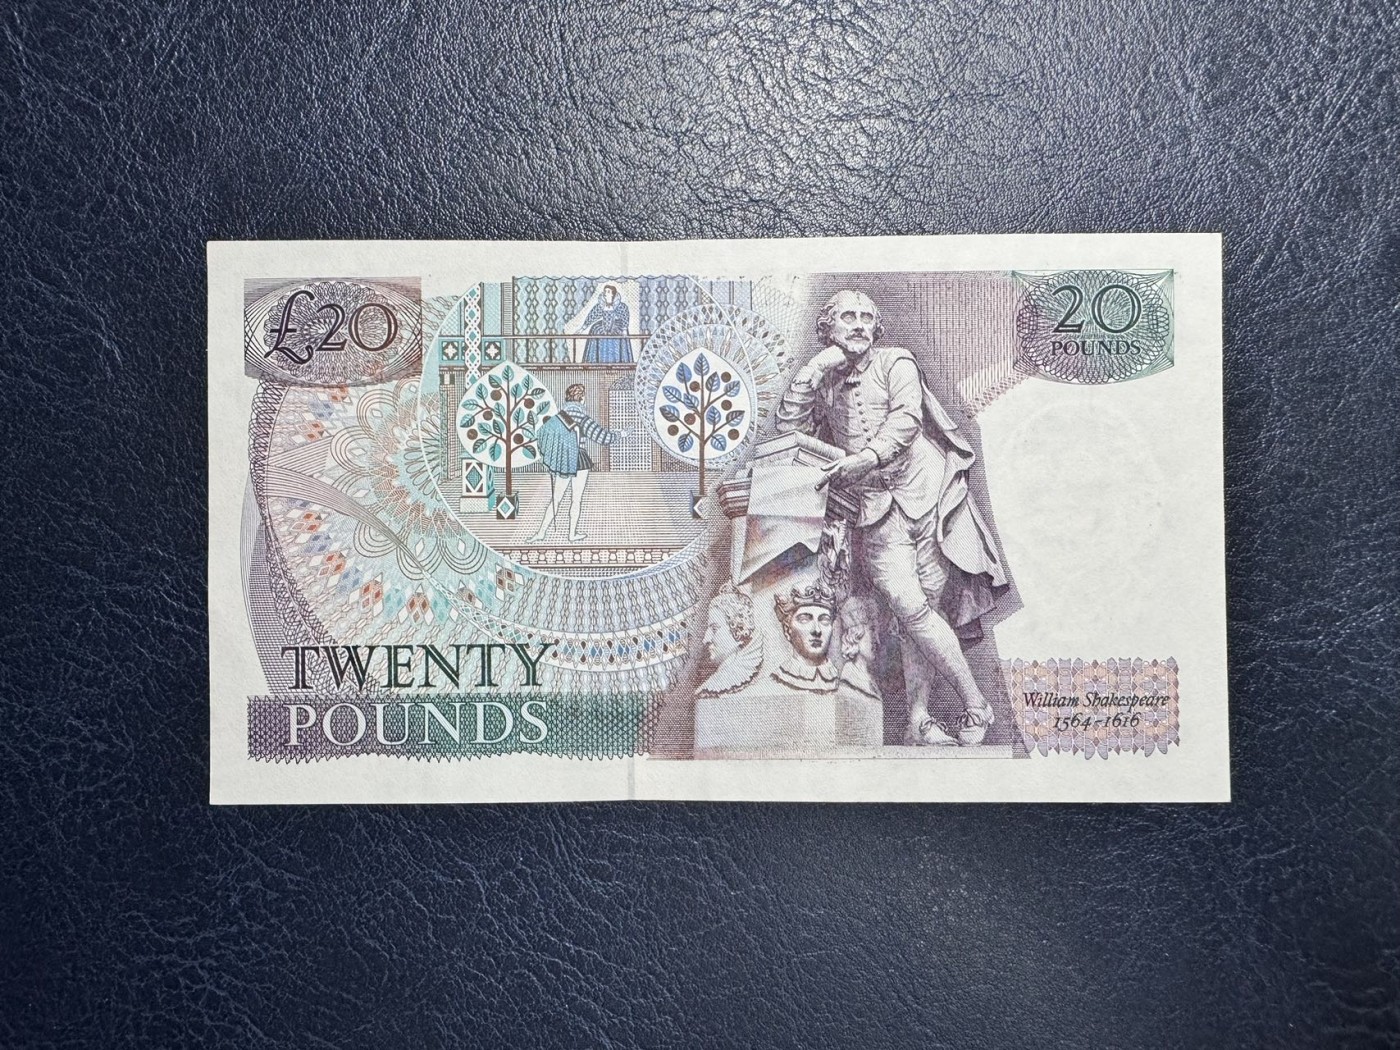 £20
20
POUNDS
TWENTY
POUNDS
William Shakespeare
1564-1616